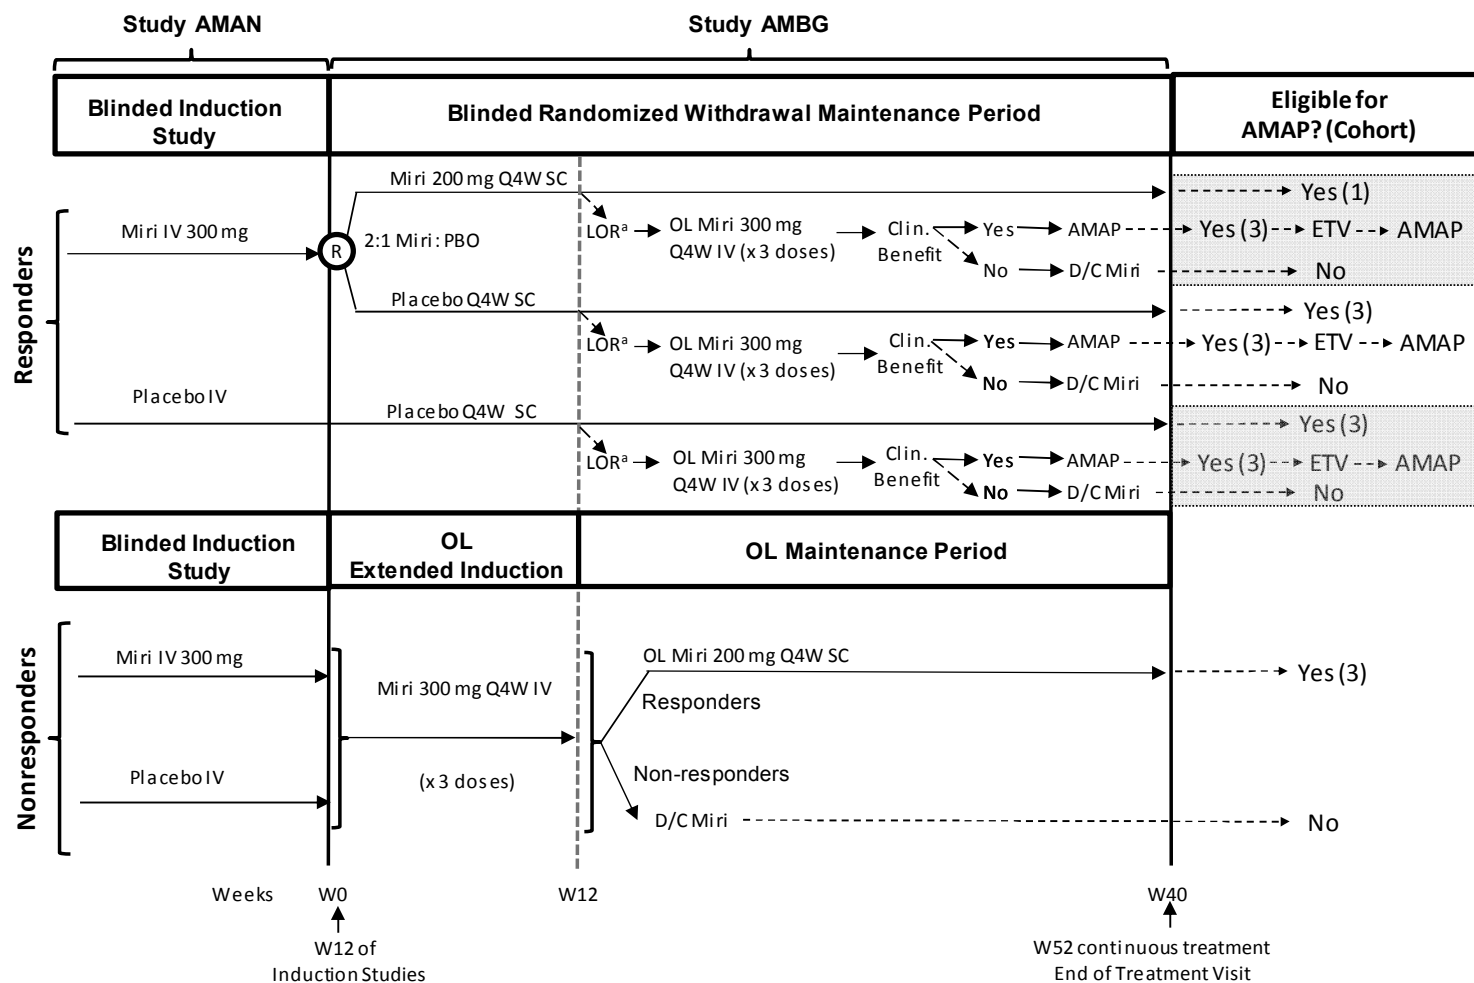 Study AMAN
Study AMBG
Blinded Induction
Study
Blinded Randomized Withdrawal Maintenance Period
Eligible for
AMAP? (Cohort)
Responders
Miri IV 300 mg
R
2:1 Miri: PBO
Miri 200 mg Q4W SC
Yes (1)
LORᵃ
OL Miri 300 mg
Q4W IV (x 3 doses)
Clin.
Benefit
Yes
AMAP
Yes (3)
ETV
AMAP
No
D/C Miri
No
Placebo Q4W SC
Yes (3)
LORᵃ
OL Miri 300 mg
Q4W IV (x 3 doses)
Clin.
Benefit
Yes
AMAP
Yes (3)
ETV
AMAP
No
D/C Miri
No
Placebo IV
Placebo Q4W SC
Yes (3)
LORᵃ
OL Miri 300 mg
Q4W IV (x 3 doses)
Clin.
Benefit
Yes
AMAP
Yes (3)
ETV
AMAP
No
D/C Miri
No
Blinded Induction
Study
OL
Extended Induction
OL Maintenance Period
Nonresponders
Miri IV 300 mg
Placebo IV
Miri 300 mg Q4W IV
(x 3 doses)
OL Miri 200 mg Q4W SC
Responders
Yes (3)
Non-responders
D/C Miri
No
Weeks
W0
W12
W40
W12 of
Induction Studies
W52 continuous treatment
End of Treatment Visit